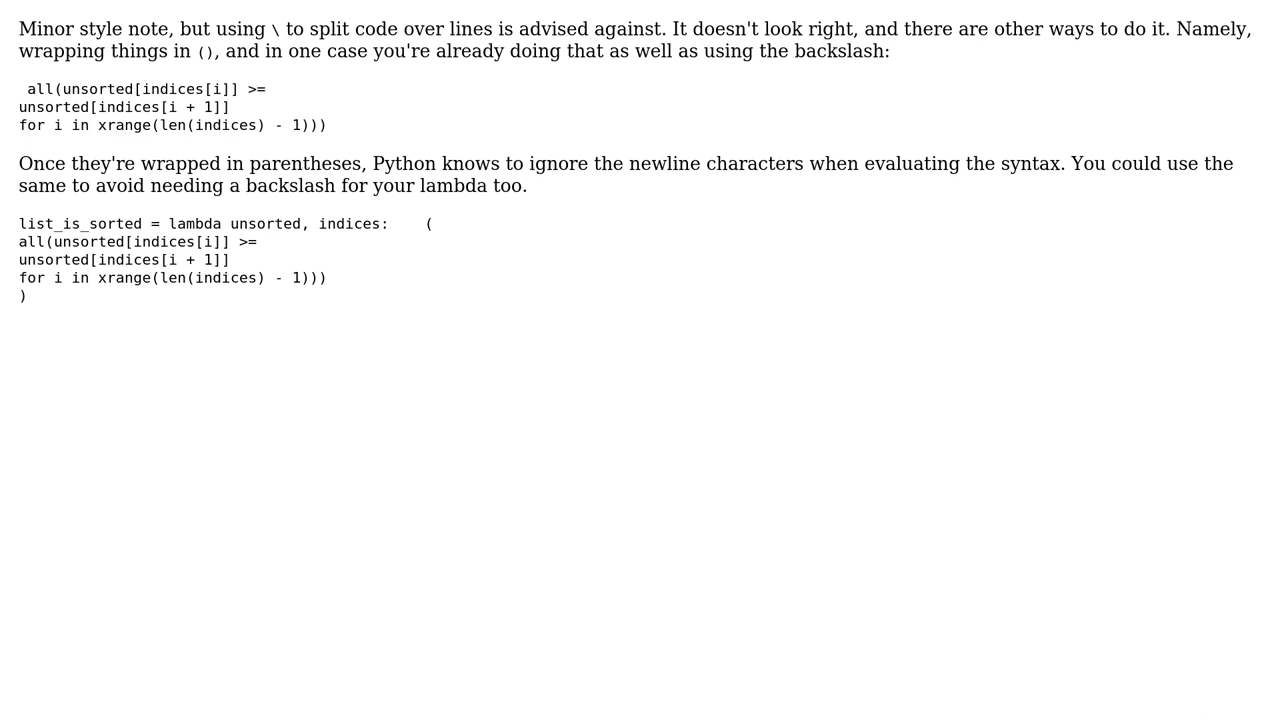 Minor style note, but using \ to split code over lines is advised against. It doesn't look right, and there are other ways to do it. Namely,
wrapping things in (), and in one case you're already doing that as well as using the backslash:
 all(unsorted[indices[i]] >=
unsorted[indices[i + 1]]
for i in xrange(len(indices) - 1)))
Once they're wrapped in parentheses, Python knows to ignore the newline characters when evaluating the syntax. You could use the
same to avoid needing a backslash for your lambda too.
list_is_sorted = lambda unsorted, indices:    (
all(unsorted[indices[i]] >=
unsorted[indices[i + 1]]
for i in xrange(len(indices) - 1)))
)